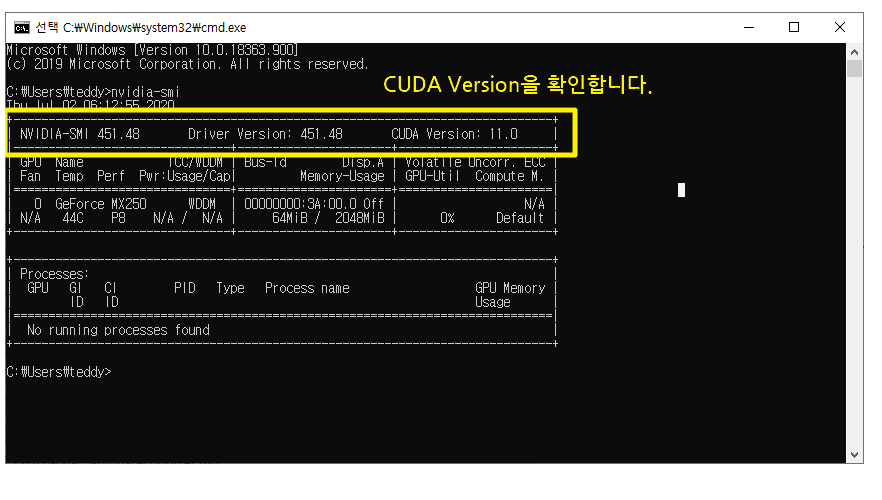 선택 C:₩Windows₩system32₩cmd.exe
Microsoft Windows [Version 10.0.18363.900]
(c) 2019 Microsoft Corporation. All rights reserved.
CUDA Version을 확인합니다.
C:₩Users₩teddy>nvidia-smi
Thu Jul 02 06:12:55 2020
+-----------------------------------------------------------------------------+
| NVIDIA-SMI 451.48       Driver Version: 451.48       CUDA Version: 11.0     |
|-------------------------------+----------------------+----------------------+
| GPU  Name            TCC/WDDM | Bus-Id        Disp.A | Volatile Uncorr. ECC |
| Fan  Temp  Perf  Pwr:Usage/Cap|         Memory-Usage | GPU-Util  Compute M. |
|===============================+======================+======================|
|   0  GeForce MX250      WDDM  | 00000000:3A:00.0 Off |                  N/A |
| N/A   44C    P8    N/A /  N/A |     64MiB /  2048MiB |      0%      Default |
+-------------------------------+----------------------+----------------------+
+-----------------------------------------------------------------------------+
| Processes:                                                                  |
|  GPU   GI   CI        PID   Type   Process name                  GPU Memory |
|        ID   ID                                                   Usage      |
|=============================================================================|
|  No running processes found                                                 |
+-----------------------------------------------------------------------------+
C:₩Users₩teddy>